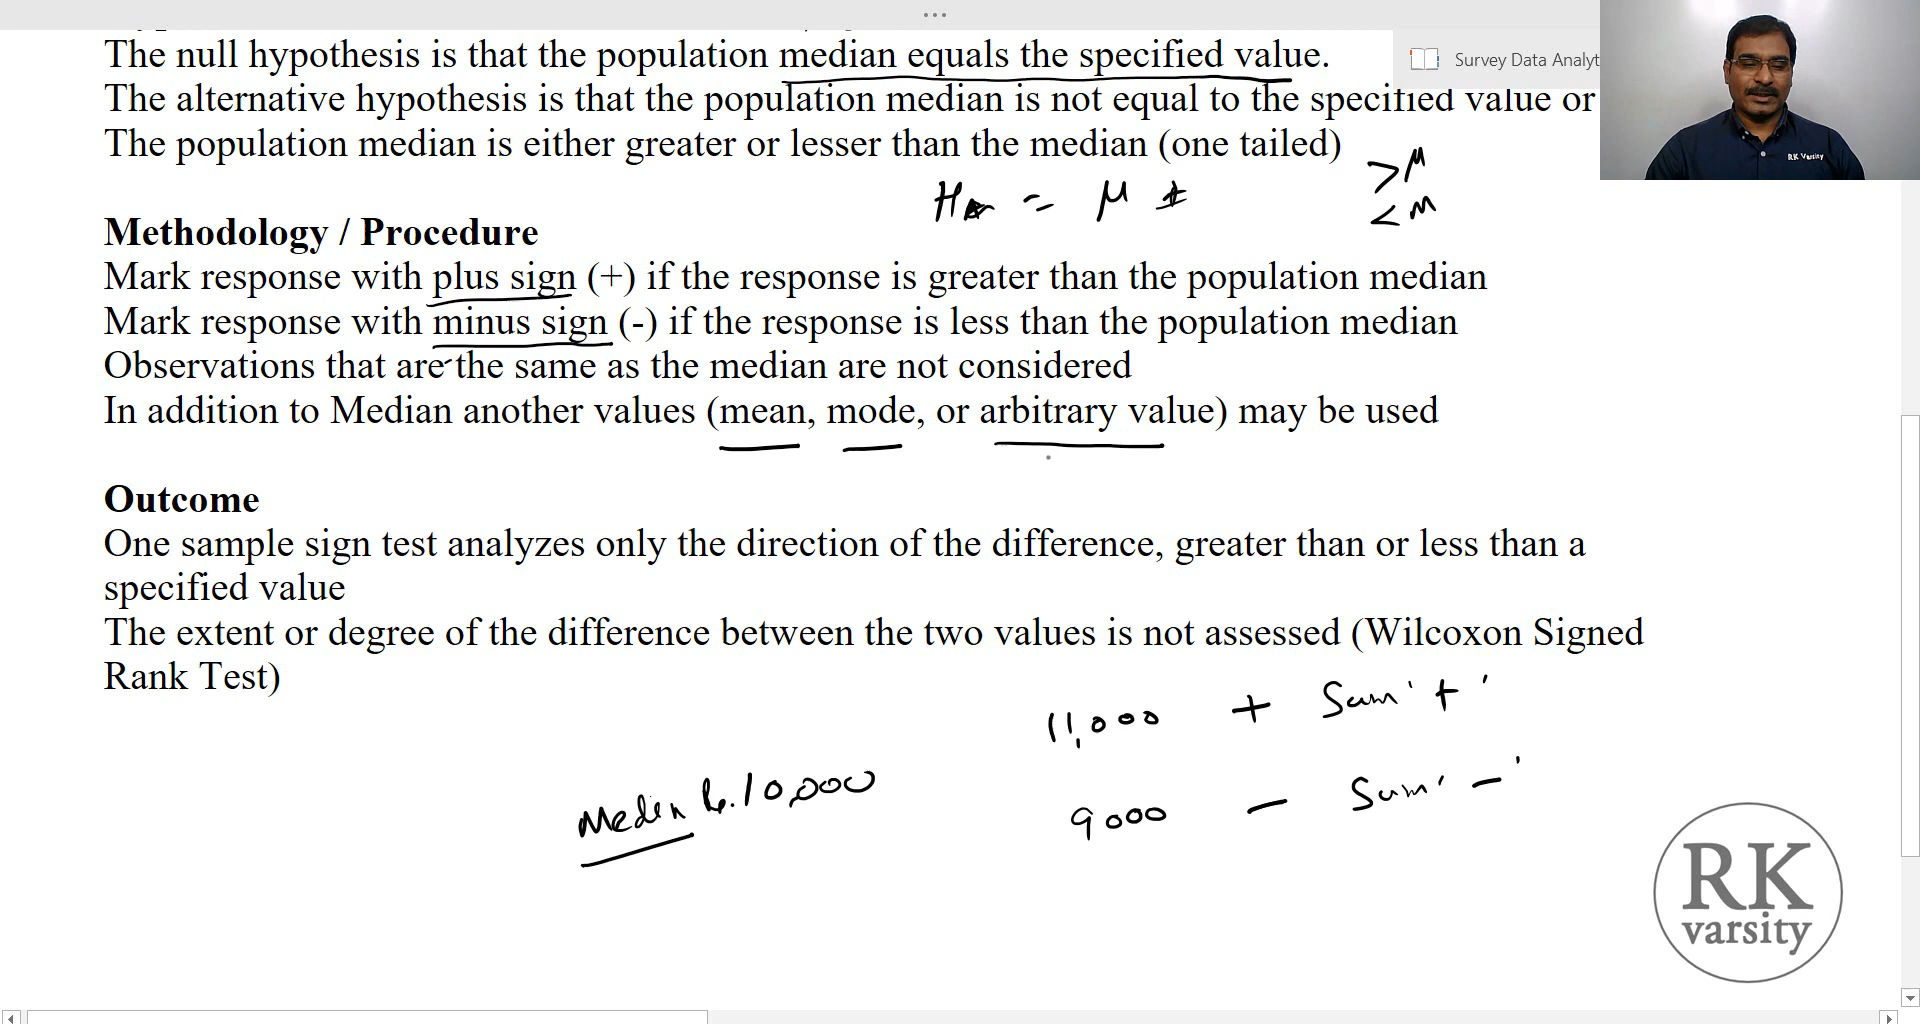 The null hypothesis is that the population median equals the specified value.
Survey Data Analyt
The alternative hypothesis is that the population median is not equal to the specified value or
The population median is either greater or lesser than the median (one tailed)
RK Varsity
> μ
< μ
= μ ±
Methodology / Procedure
Mark response with plus sign (+) if the response is greater than the population median
Mark response with minus sign (-) if the response is less than the population median
Observations that are the same as the median are not considered
In addition to Median another values (mean, mode, or arbitrary value) may be used
Outcome
One sample sign test analyzes only the direction of the difference, greater than or less than a
specified value
The extent or degree of the difference between the two values is not assessed (Wilcoxon Signed
Rank Test)
11,000 + Sum '+'
Median Rs. 10,000
9000 − Sum '−'
RK
varsity